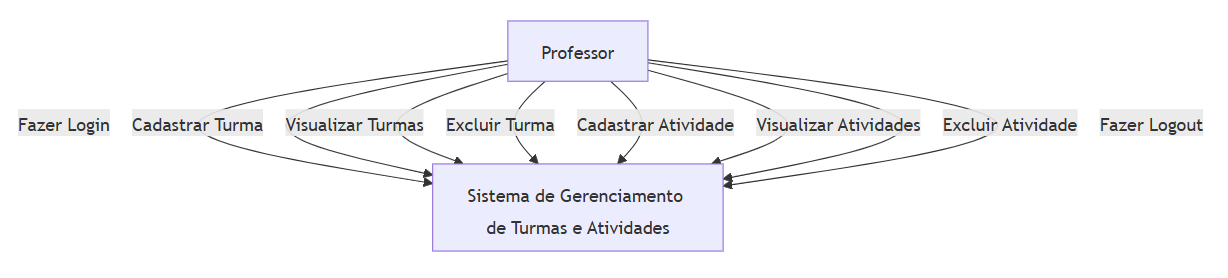 Professor
Fazer Login
Cadastrar Turma
Visualizar Turmas
Excluir Turma
Cadastrar Atividade
Visualizar Atividades
Excluir Atividade
Fazer Logout
Sistema de Gerenciamento
de Turmas e Atividades